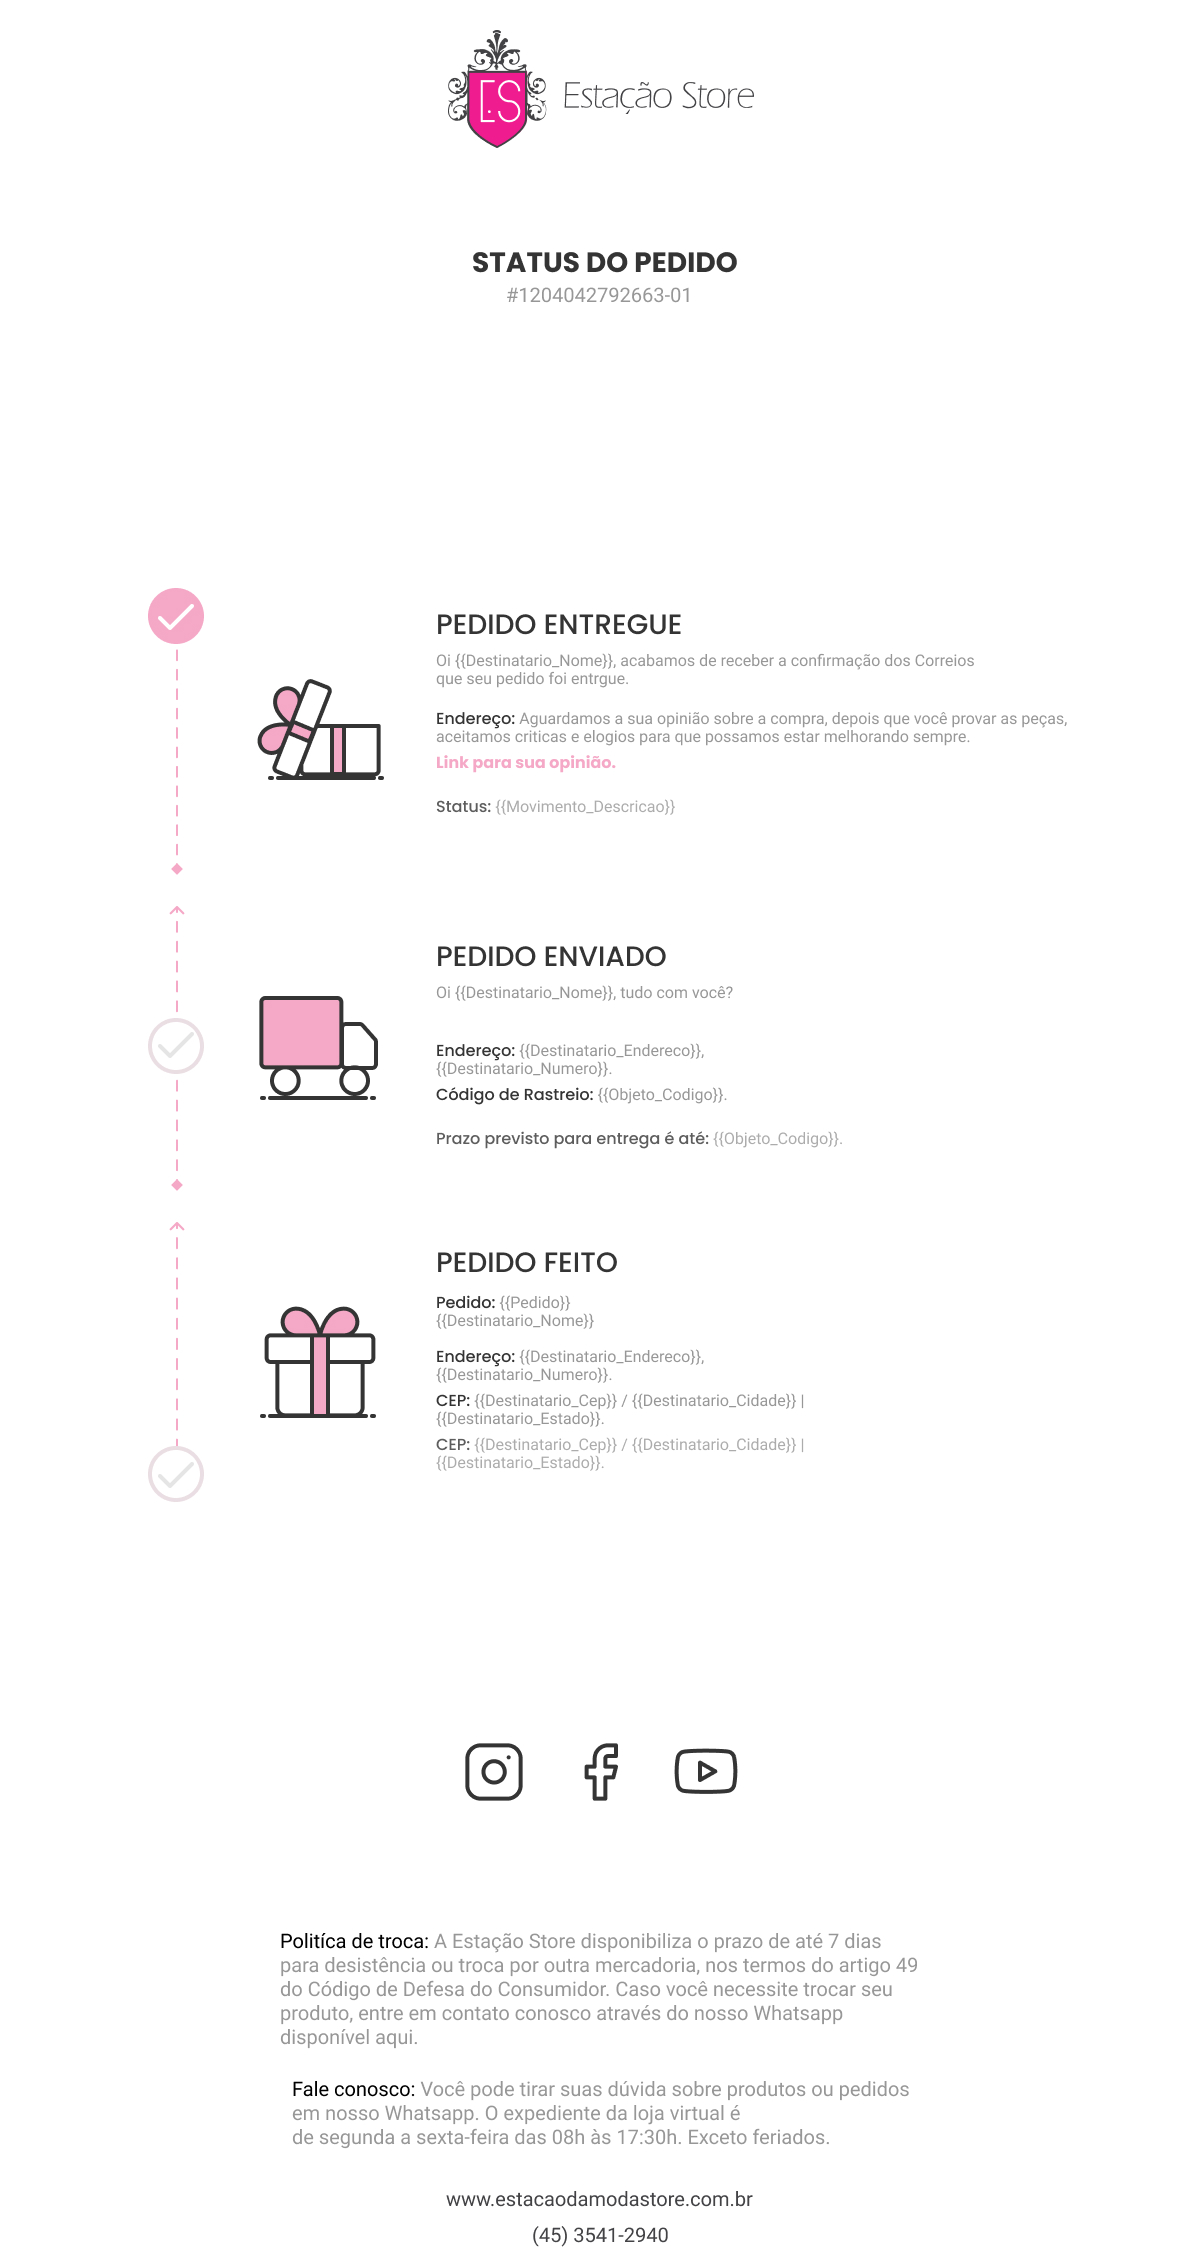 E.S
Estação Store
STATUS DO PEDIDO
#1204042792663-01
PEDIDO ENTREGUE
Oi {{Destinatario_Nome}}, acabamos de receber a confirmação dos Correios
que seu pedido foi entrgue.
Endereço: Aguardamos a sua opinião sobre a compra, depois que você provar as peças,
aceitamos criticas e elogios para que possamos estar melhorando sempre.
Link para sua opinião.
Status: {{Movimento_Descricao}}
PEDIDO ENVIADO
Oi {{Destinatario_Nome}}, tudo com você?
Endereço: {{Destinatario_Endereco}},
{{Destinatario_Numero}}.
Código de Rastreio: {{Objeto_Codigo}}.
Prazo previsto para entrega é até: {{Objeto_Codigo}}.
PEDIDO FEITO
Pedido: {{Pedido}}
{{Destinatario_Nome}}
Endereço: {{Destinatario_Endereco}},
{{Destinatario_Numero}}.
CEP: {{Destinatario_Cep}} / {{Destinatario_Cidade}} |
{{Destinatario_Estado}}.
CEP: {{Destinatario_Cep}} / {{Destinatario_Cidade}} |
{{Destinatario_Estado}}.
Politíca de troca: A Estação Store disponibiliza o prazo de até 7 dias
para desistência ou troca por outra mercadoria, nos termos do artigo 49
do Código de Defesa do Consumidor. Caso você necessite trocar seu
produto, entre em contato conosco através do nosso Whatsapp
disponível aqui.
Fale conosco: Você pode tirar suas dúvida sobre produtos ou pedidos
em nosso Whatsapp. O expediente da loja virtual é
de segunda a sexta-feira das 08h às 17:30h. Exceto feriados.
www.estacaodamodastore.com.br
(45) 3541-2940